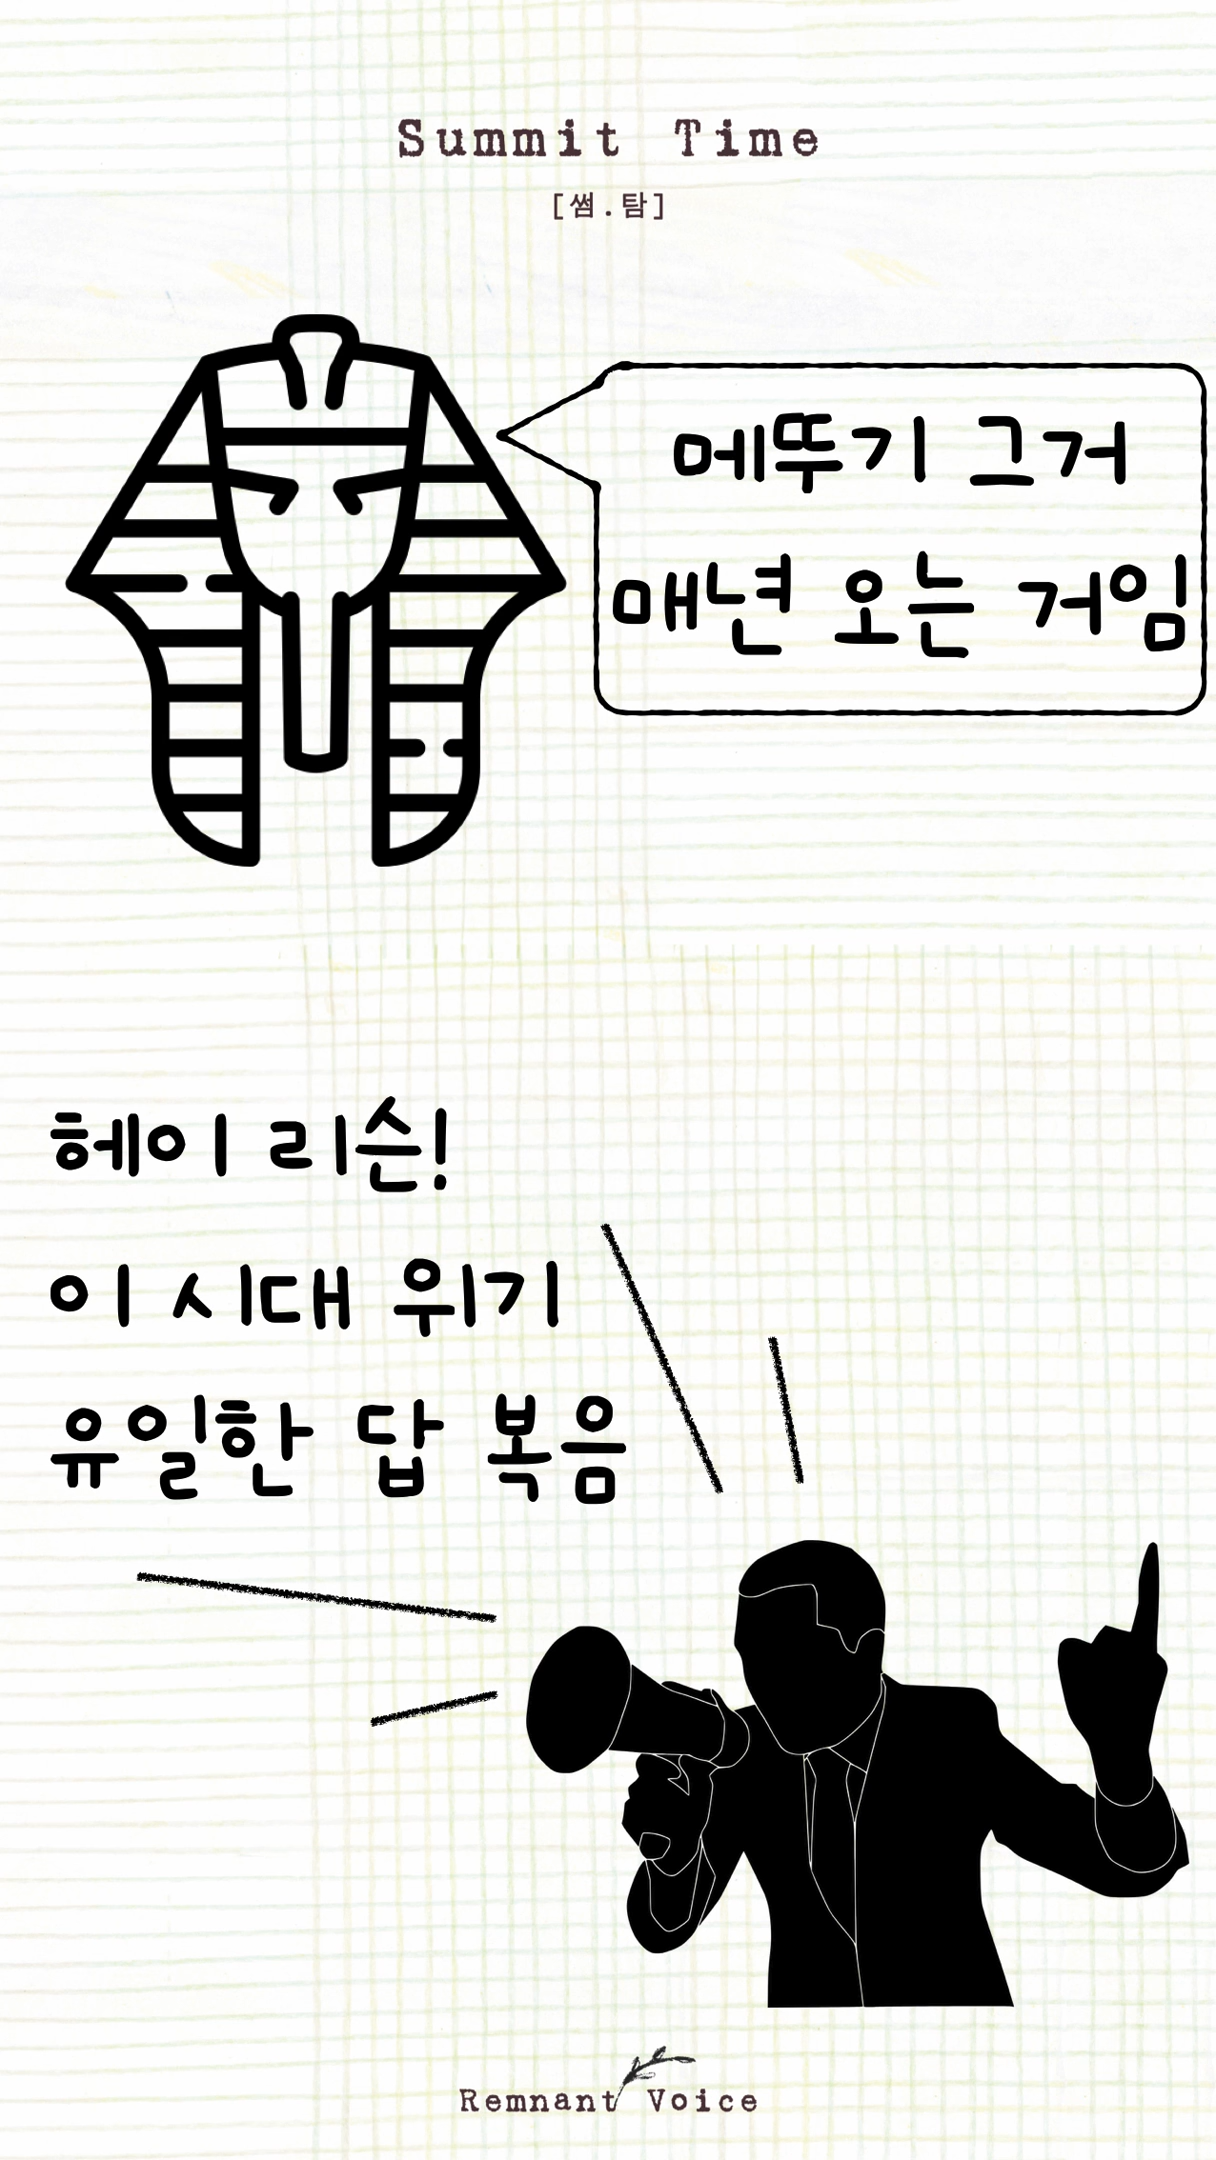 Summit Time
[썸.탐]
메뚜기 그거
매년 오는 거임
헤이 리슨!
이 시대 위기
유일한 답 복음
Remnant Voice